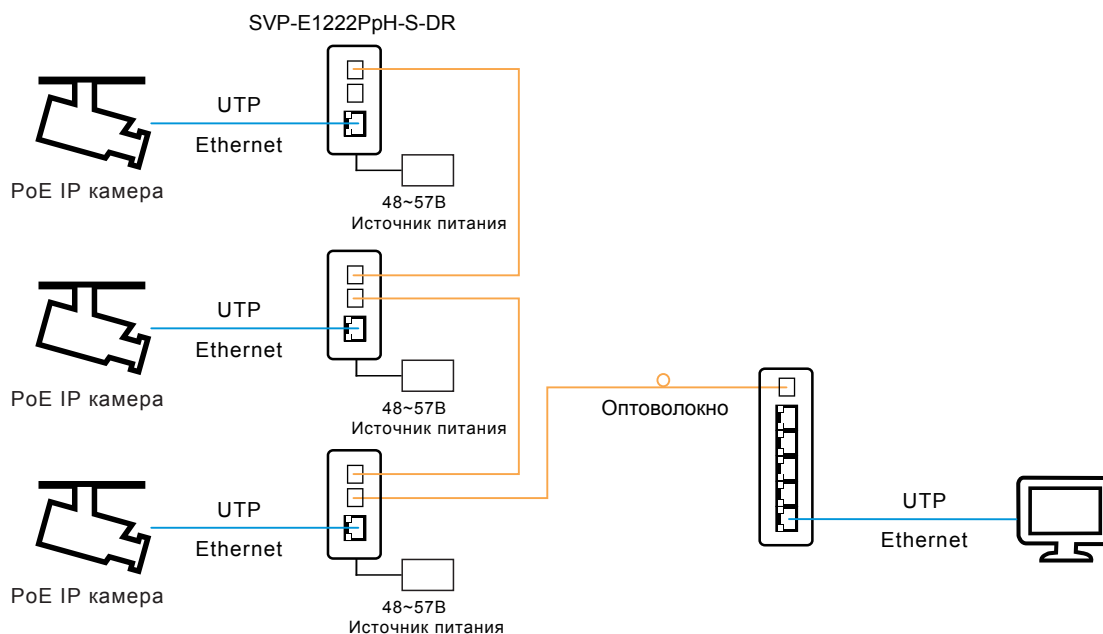 SVP-E1222PpH-S-DR
UTP
Ethernet
PoE IP камера
48~57В
Источник питания
UTP
Ethernet
PoE IP камера
48~57В
Источник питания
Оптоволокно
UTP
Ethernet
PoE IP камера
48~57В
Источник питания
UTP
Ethernet